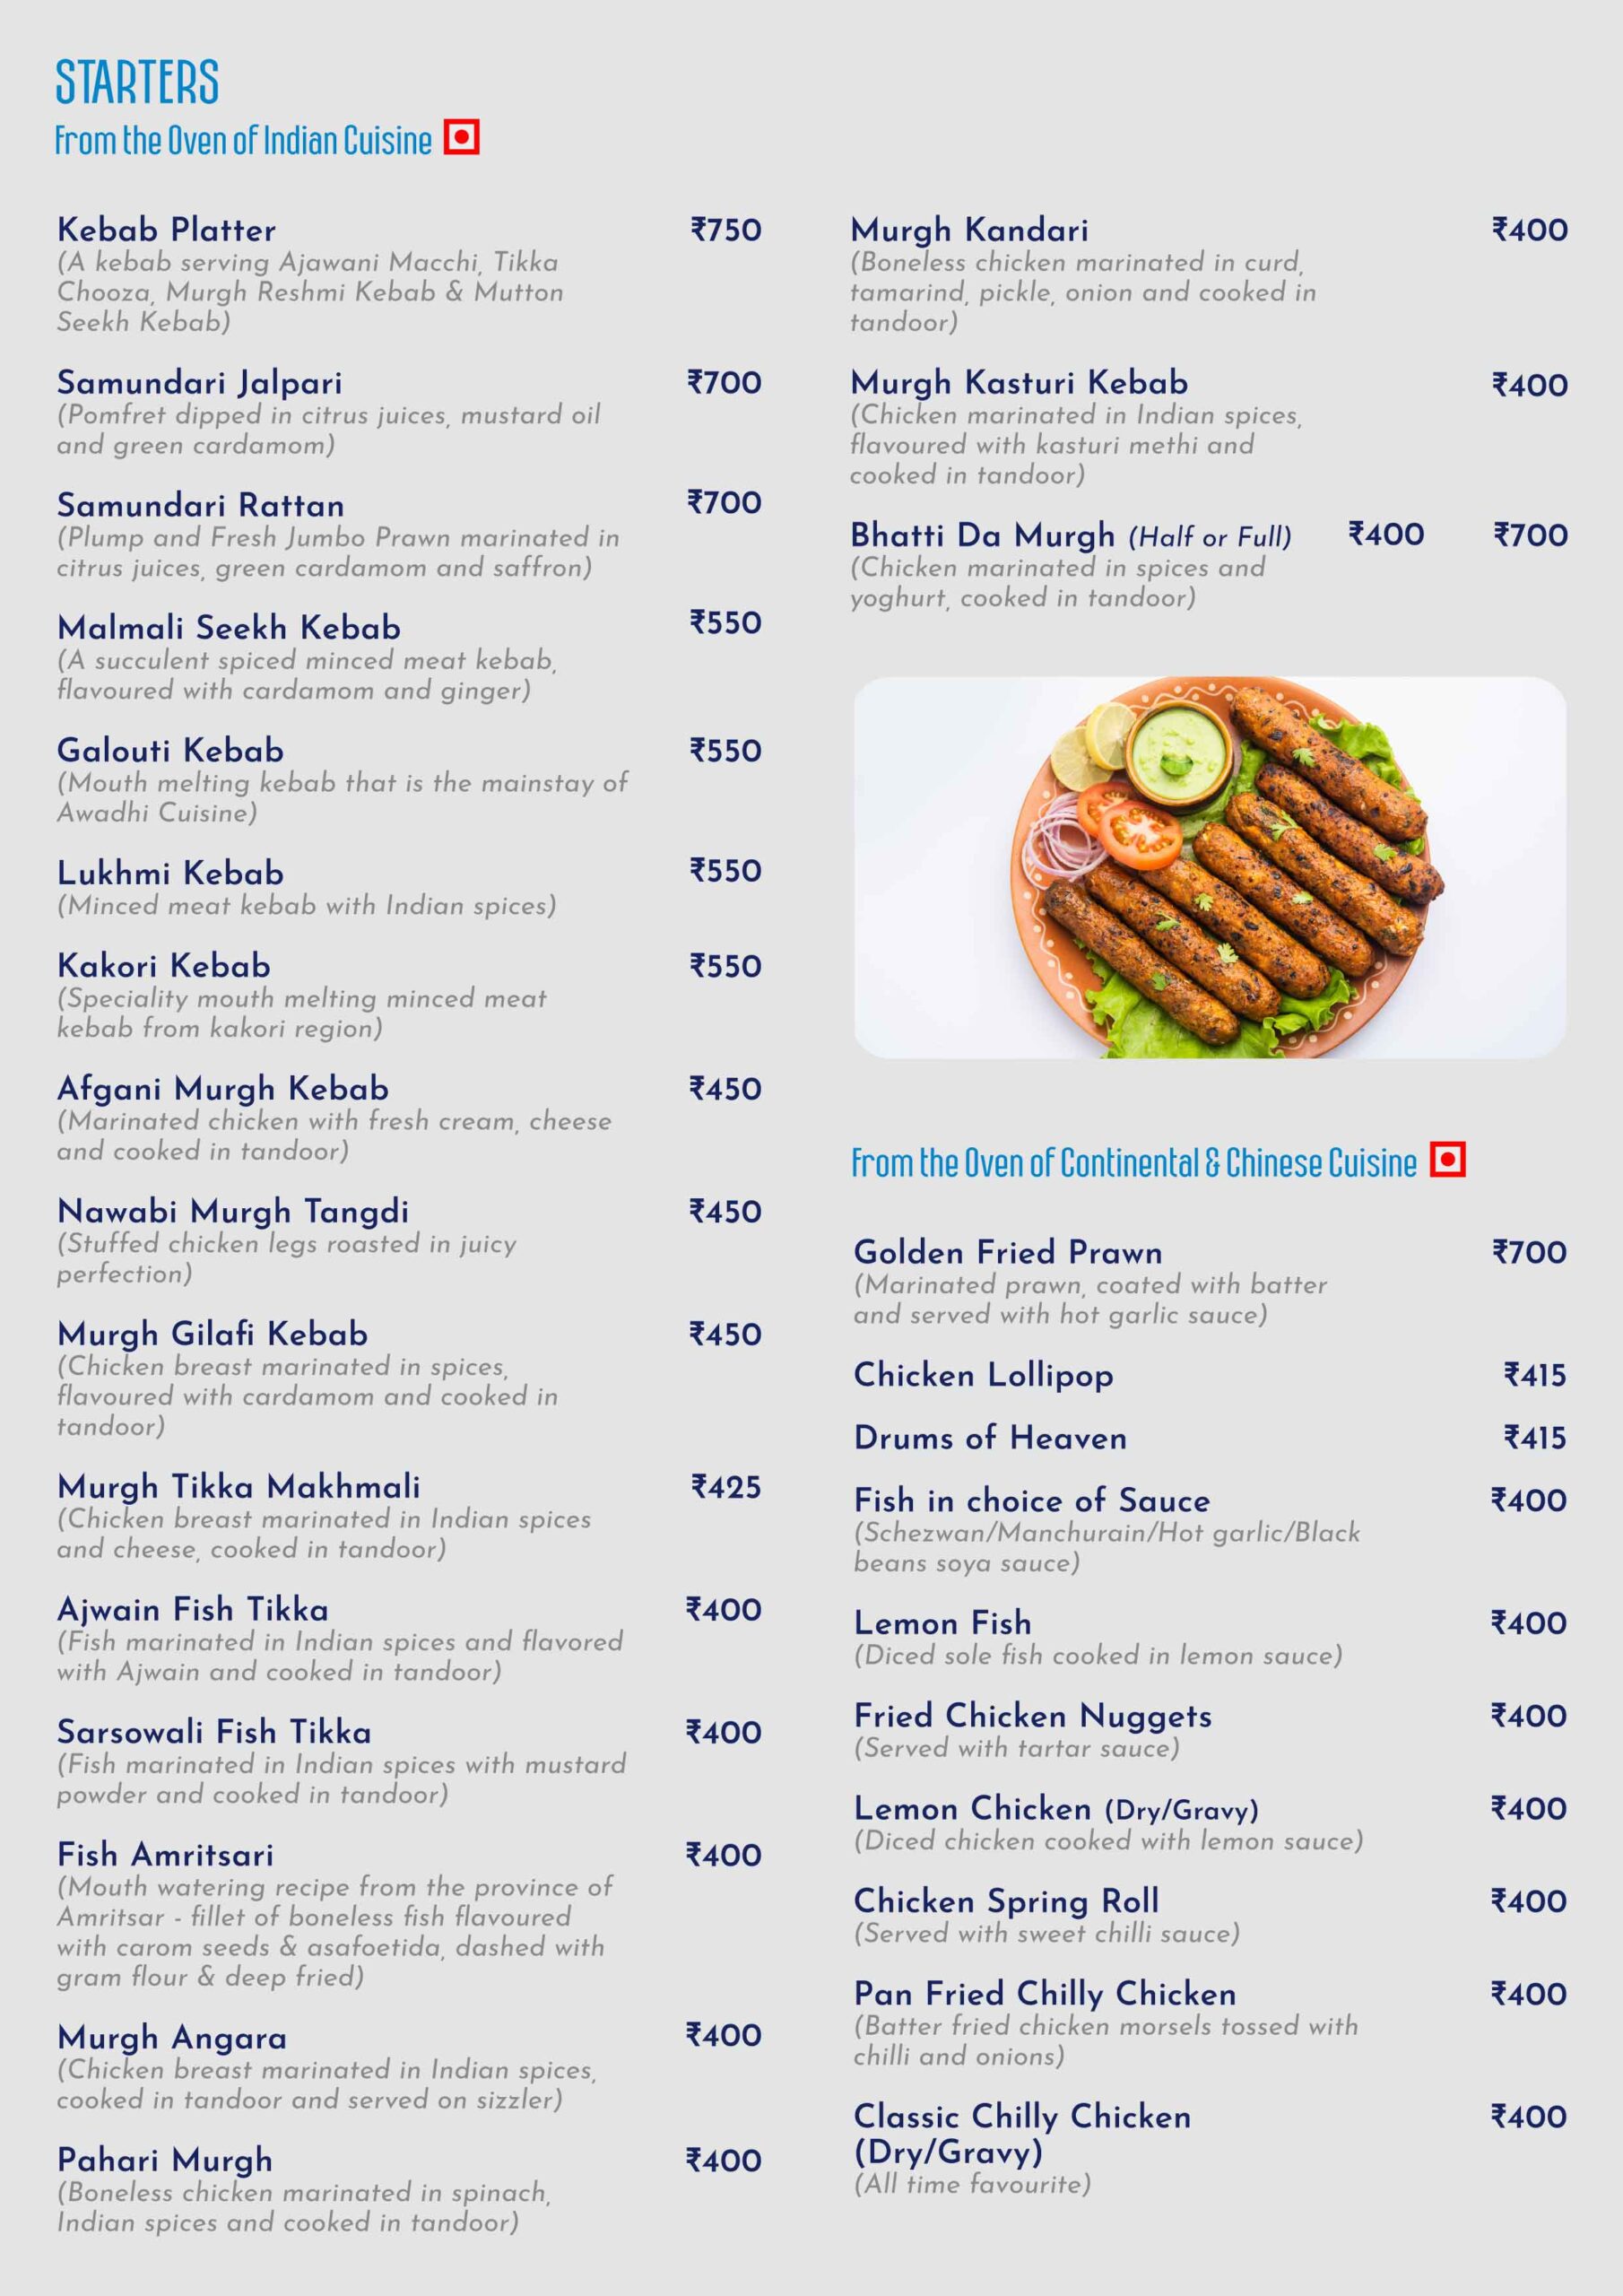 STARTERS
From the Oven of Indian Cuisine
Kebab Platter ₹750
(A kebab serving Ajawani Macchi, Tikka
Chooza, Murgh Reshmi Kebab & Mutton
Seekh Kebab)
Samundari Jalpari ₹700
(Pomfret dipped in citrus juices, mustard oil
and green cardamom)
Samundari Rattan ₹700
(Plump and Fresh Jumbo Prawn marinated in
citrus juices, green cardamom and saffron)
Malmali Seekh Kebab ₹550
(A succulent spiced minced meat kebab,
flavoured with cardamom and ginger)
Galouti Kebab ₹550
(Mouth melting kebab that is the mainstay of
Awadhi Cuisine)
Lukhmi Kebab ₹550
(Minced meat kebab with Indian spices)
Kakori Kebab ₹550
(Speciality mouth melting minced meat
kebab from kakori region)
Afgani Murgh Kebab ₹450
(Marinated chicken with fresh cream, cheese
and cooked in tandoor)
Nawabi Murgh Tangdi ₹450
(Stuffed chicken legs roasted in juicy
perfection)
Murgh Gilafi Kebab ₹450
(Chicken breast marinated in spices,
flavoured with cardamom and cooked in
tandoor)
Murgh Tikka Makhmali ₹425
(Chicken breast marinated in Indian spices
and cheese, cooked in tandoor)
Ajwain Fish Tikka ₹400
(Fish marinated in Indian spices and flavored
with Ajwain and cooked in tandoor)
Sarsowali Fish Tikka ₹400
(Fish marinated in Indian spices with mustard
powder and cooked in tandoor)
Fish Amritsari ₹400
(Mouth watering recipe from the province of
Amritsar - fillet of boneless fish flavoured
with carom seeds & asafoetida, dashed with
gram flour & deep fried)
Murgh Angara ₹400
(Chicken breast marinated in Indian spices,
cooked in tandoor and served on sizzler)
Pahari Murgh ₹400
(Boneless chicken marinated in spinach,
Indian spices and cooked in tandoor)
Murgh Kandari ₹400
(Boneless chicken marinated in curd,
tamarind, pickle, onion and cooked in
tandoor)
Murgh Kasturi Kebab ₹400
(Chicken marinated in Indian spices,
flavoured with kasturi methi and
cooked in tandoor)
Bhatti Da Murgh (Half or Full) ₹400 ₹700
(Chicken marinated in spices and
yoghurt, cooked in tandoor)
From the Oven of Continental & Chinese Cuisine
Golden Fried Prawn ₹700
(Marinated prawn, coated with batter
and served with hot garlic sauce)
Chicken Lollipop ₹415
Drums of Heaven ₹415
Fish in choice of Sauce ₹400
(Schezwan/Manchurain/Hot garlic/Black
beans soya sauce)
Lemon Fish ₹400
(Diced sole fish cooked in lemon sauce)
Fried Chicken Nuggets ₹400
(Served with tartar sauce)
Lemon Chicken (Dry/Gravy) ₹400
(Diced chicken cooked with lemon sauce)
Chicken Spring Roll ₹400
(Served with sweet chilli sauce)
Pan Fried Chilly Chicken ₹400
(Batter fried chicken morsels tossed with
chilli and onions)
Classic Chilly Chicken ₹400
(Dry/Gravy)
(All time favourite)